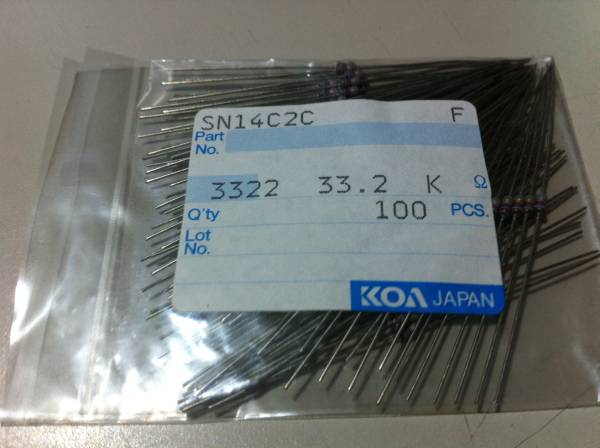 SN14C2C F
Part
No.
3322 33.2 K Ω
Q'ty 100 PCS.
Lot
No.
KOA JAPAN